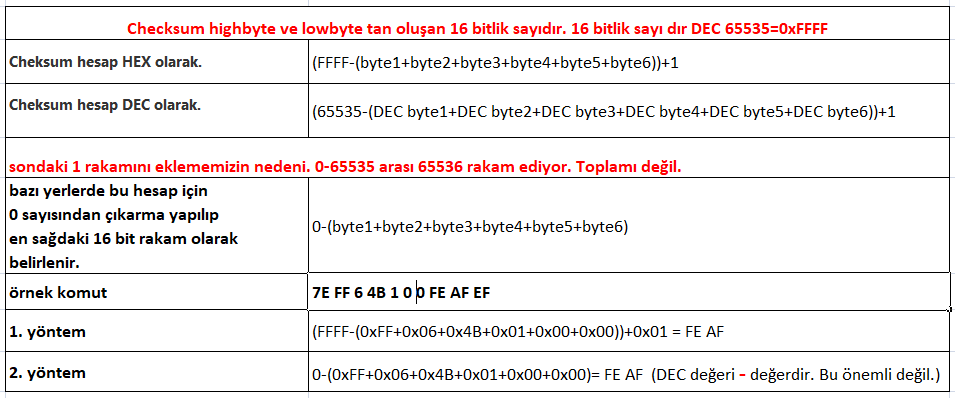 Checksum highbyte ve lowbyte tan oluşan 16 bitlik sayıdır. 16 bitlik sayı dır DEC 65535=0xFFFF
Cheksum hesap HEX olarak.
(FFFF-(byte1+byte2+byte3+byte4+byte5+byte6))+1
Cheksum hesap DEC olarak.
(65535-(DEC byte1+DEC byte2+DEC byte3+DEC byte4+DEC byte5+DEC byte6))+1
sondaki 1 rakamını eklememizin nedeni. 0-65535 arası 65536 rakam ediyor. Toplamı değil.
bazı yerlerde bu hesap için
0 sayısından çıkarma yapılıp
en sağdaki 16 bit rakam olarak
belirlenir.
0-(byte1+byte2+byte3+byte4+byte5+byte6)
örnek komut
7E FF 6 4B 1 0 0 FE AF EF
1. yöntem
(FFFF-(0xFF+0x06+0x4B+0x01+0x00+0x00))+0x01 = FE AF
2. yöntem
0-(0xFF+0x06+0x4B+0x01+0x00+0x00)= FE AF (DEC değeri - değerdir. Bu önemli değil.)